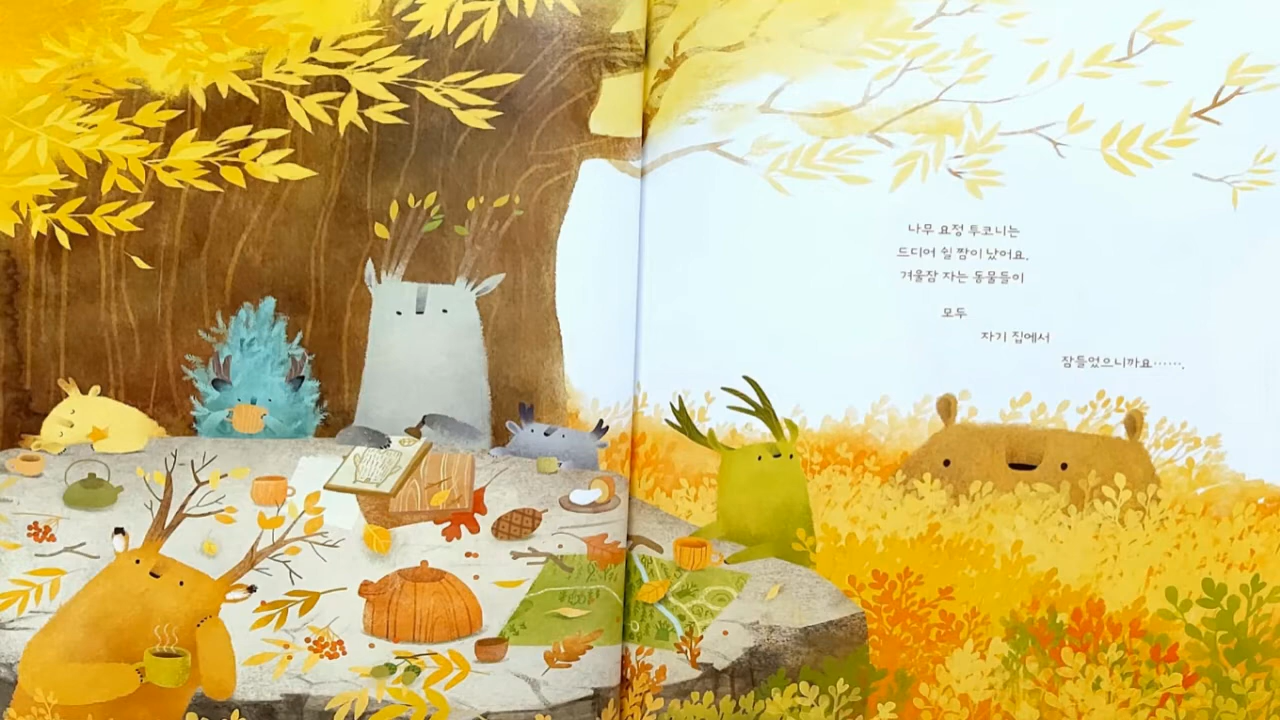 나무 요정 투코니는
드디어 쉴 짬이 났어요.
겨울잠 자는 동물들이
모두
자기 집에서
잠들었으니까요…….